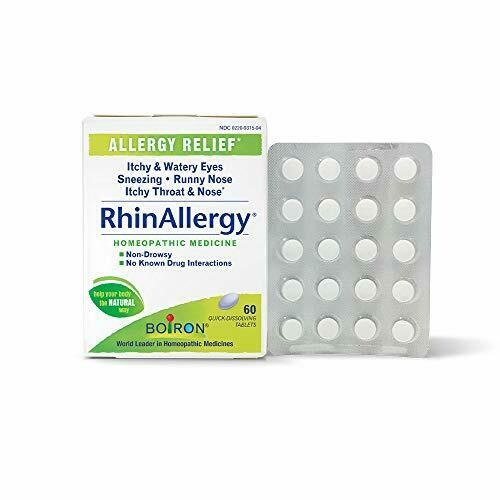 NDC 0220-9315-04
ALLERGY RELIEF*
Itchy & Watery Eyes
Sneezing • Runny Nose
Itchy Throat & Nose*
RhinAllergy®
HOMEOPATHIC MEDICINE
Non-Drowsy
No Known Drug Interactions
help your body
the NATURAL
way
60
QUICK-DISSOLVING
TABLETS
BOIRON®
World Leader in Homeopathic Medicines